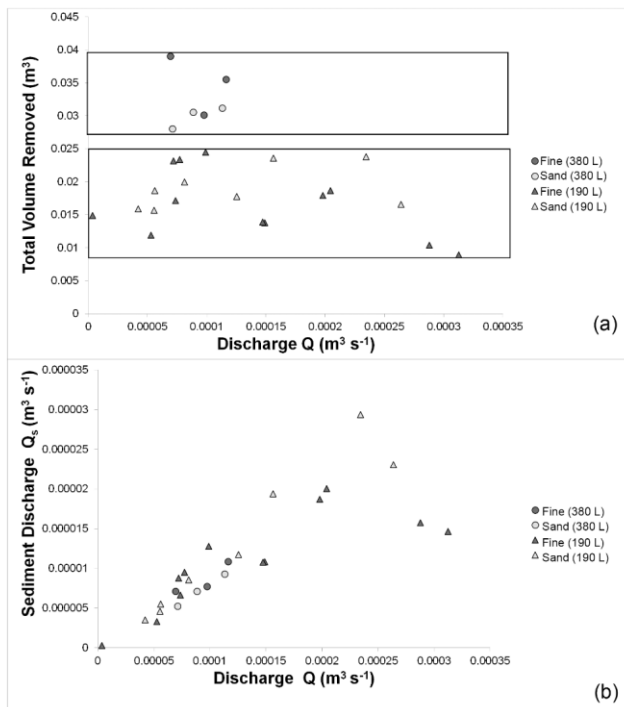 0.045
0.04
0.035
0.03
0.025
0.02
0.015
0.01
0.005
0
Total Volume Removed (m³)
0 0.00005 0.0001 0.00015 0.0002 0.00025 0.0003 0.00035
Discharge Q (m³ s⁻¹)
Fine (380 L)
Sand (380 L)
Fine (190 L)
Sand (190 L)
(a)
0.000035
0.00003
0.000025
0.00002
0.000015
0.00001
0.000005
0
Sediment Discharge Qₛ (m³ s⁻¹)
0 0.00005 0.0001 0.00015 0.0002 0.00025 0.0003 0.00035
Discharge Q (m³ s⁻¹)
Fine (380 L)
Sand (380 L)
Fine (190 L)
Sand (190 L)
(b)